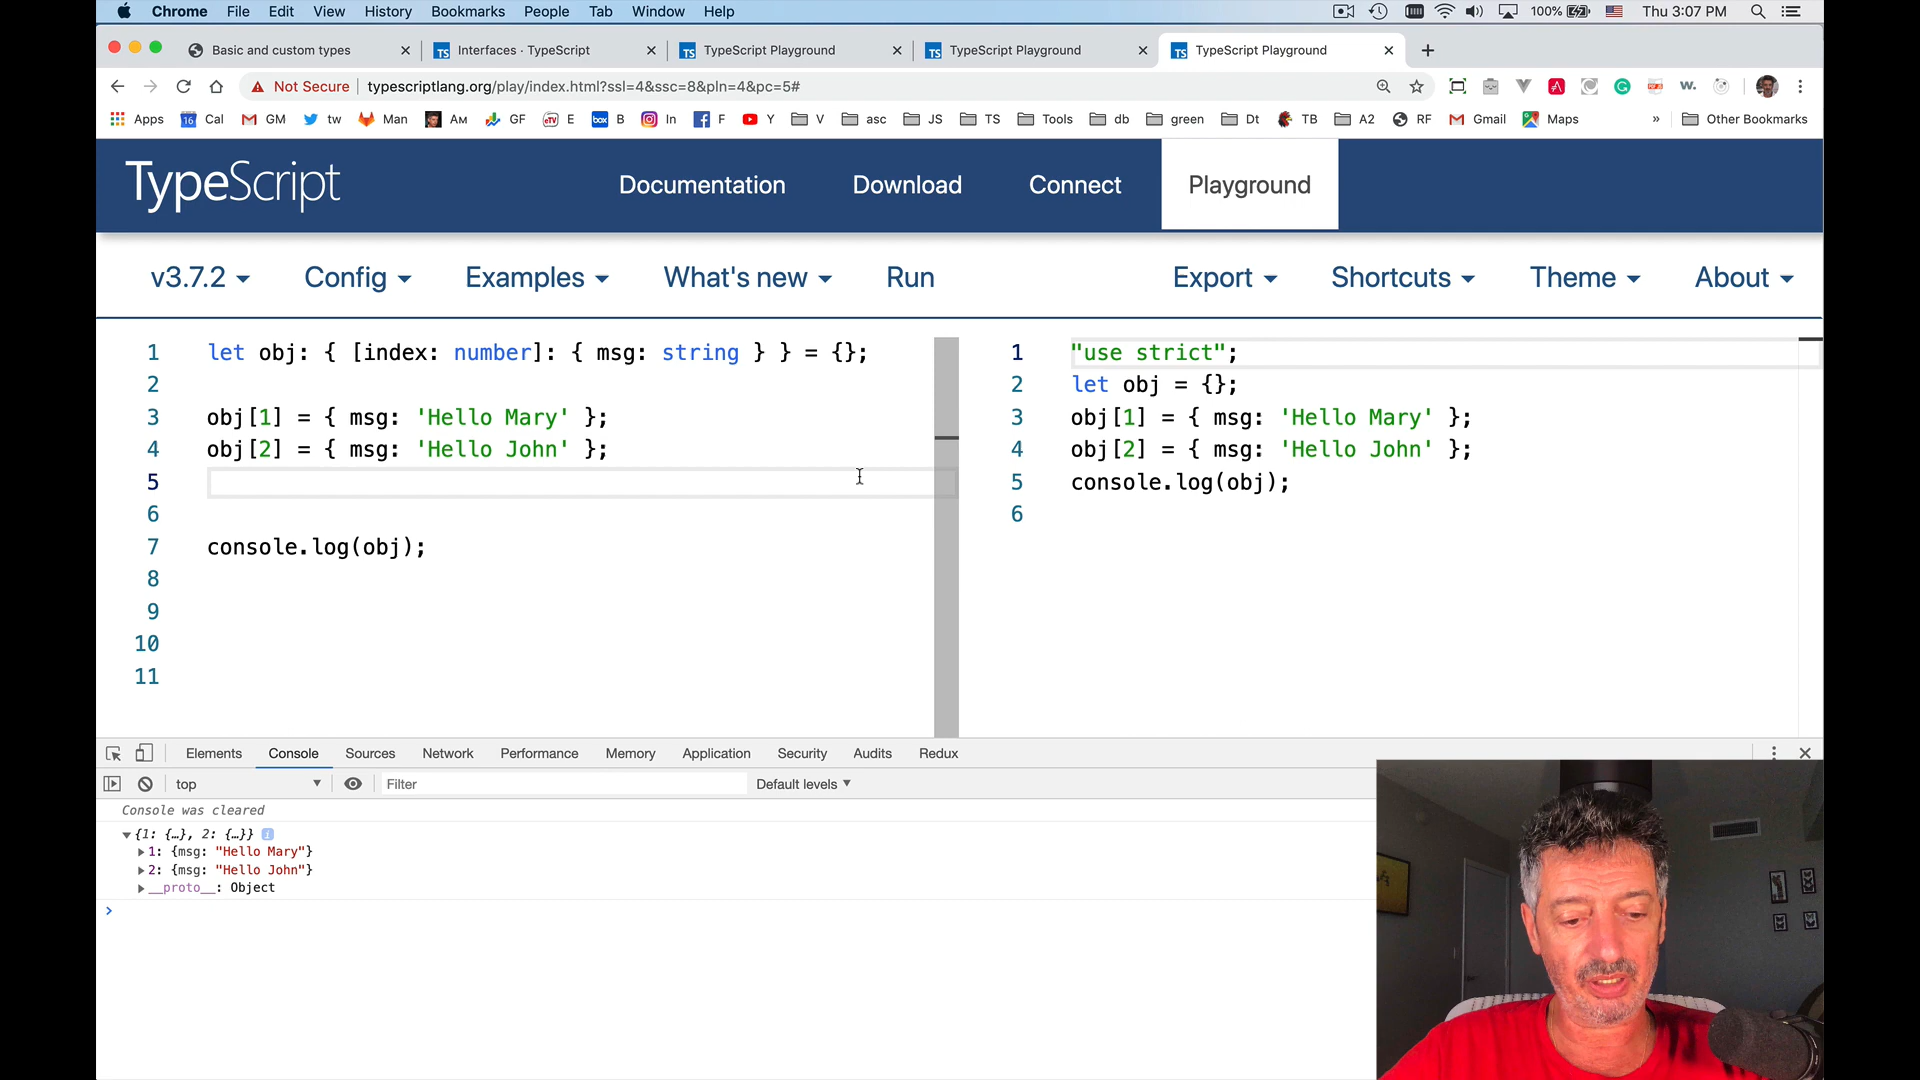 Chrome File Edit View History Bookmarks People Tab Window Help 100% Thu 3:07 PM
Basic and custom types Interfaces · TypeScript TypeScript Playground TypeScript Playground TypeScript Playground
Not Secure typescriptlang.org/play/index.html?ssl=4&ssc=8&pln=4&pc=5#
Apps Cal GM tw Man Ам GF E B In F Y V asc JS TS Tools db green Dt TB A2 RF Gmail Maps » Other Bookmarks
TypeScript Documentation Download Connect Playground
v3.7.2 Config Examples What's new Run Export Shortcuts Theme About
1 let obj: { [index: number]: { msg: string } } = {};
2
3 obj[1] = { msg: 'Hello Mary' };
4 obj[2] = { msg: 'Hello John' };
5
6
7 console.log(obj);
8
9
10
11
1 "use strict";
2 let obj = {};
3 obj[1] = { msg: 'Hello Mary' };
4 obj[2] = { msg: 'Hello John' };
5 console.log(obj);
6
Elements Console Sources Network Performance Memory Application Security Audits Redux
top Filter Default levels
Console was cleared
{1: {…}, 2: {…}}
1: {msg: "Hello Mary"}
2: {msg: "Hello John"}
__proto__: Object